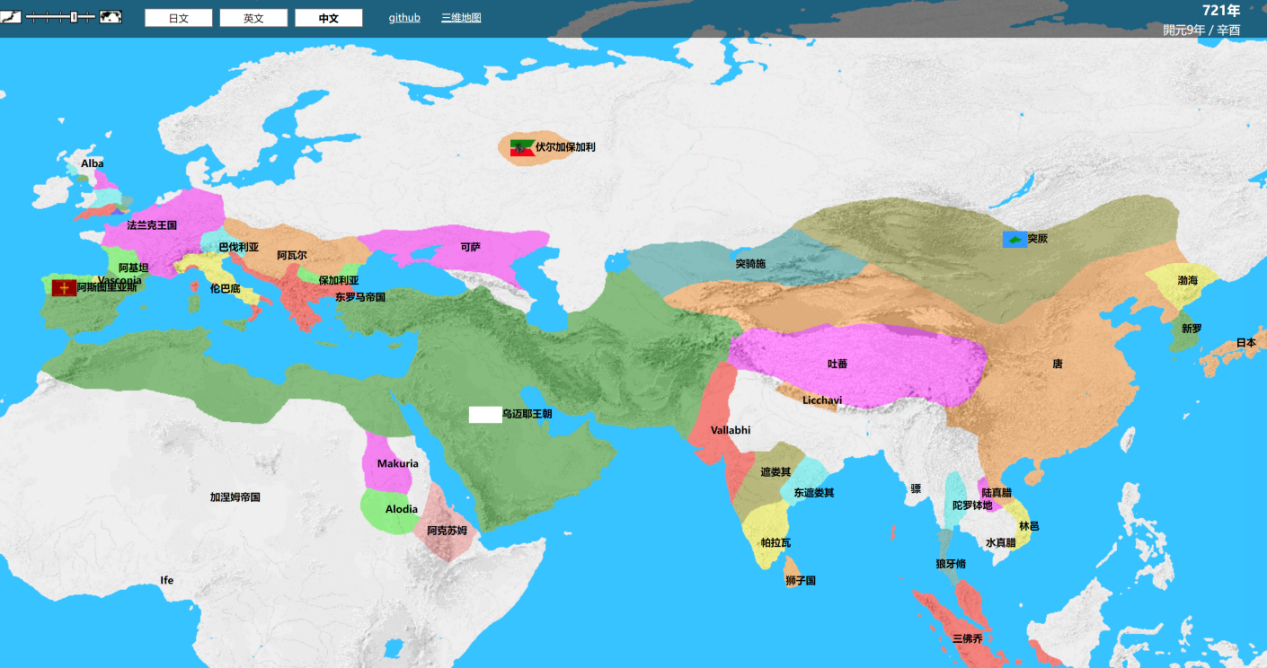 日文 英文 中文 github 三维地图 721年
開元9年 / 辛酉
伏尔加保加利
Alba
法兰克王国
突厥
巴伐利亚
可萨
阿瓦尔
突骑施
阿基坦
Vasconia
保加利亚
渤海
阿斯图里亚斯
伦巴底
东罗马帝国
新罗
日本
吐蕃
唐
Licchavi
乌迈耶王朝
Vallabhi
Makuria
遮娄其
加涅姆帝国
骠
东遮娄其
陆真腊
Alodia
陀罗钵地
阿克苏姆
林邑
帕拉瓦
水真腊
狼牙脩
Ife
狮子国
三佛乔